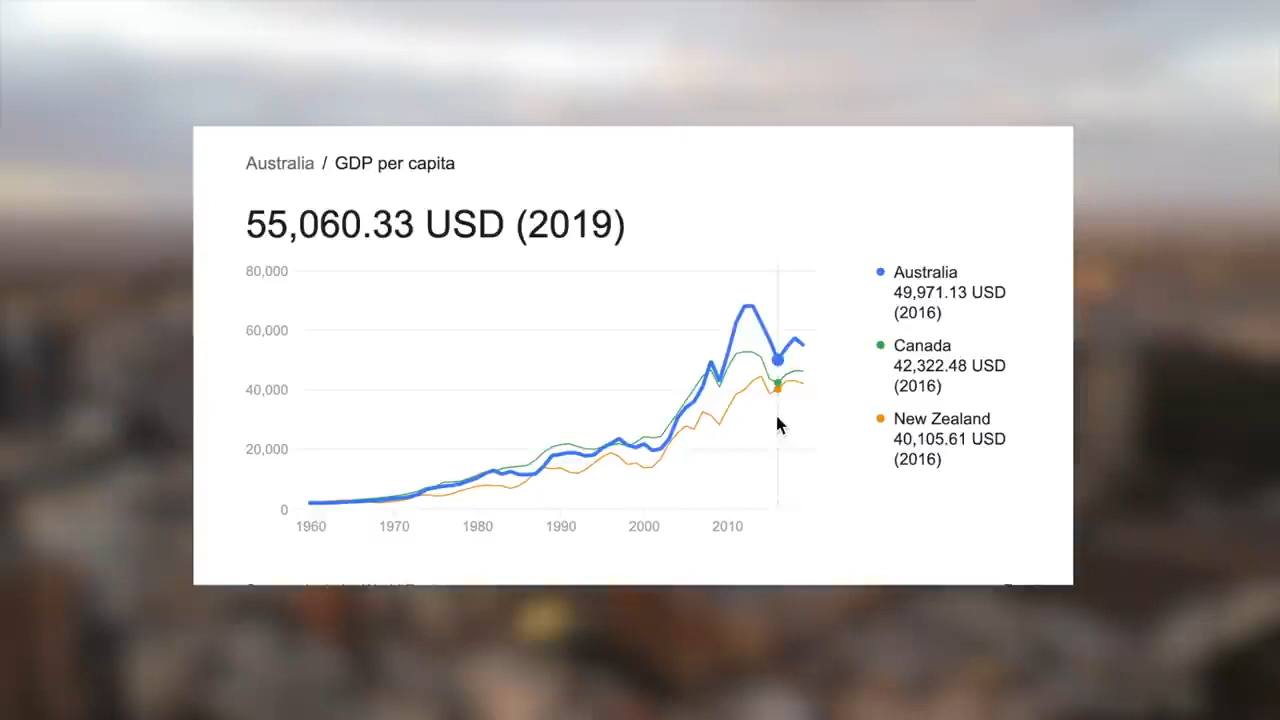 Australia / GDP per capita
55,060.33 USD (2019)
80,000
60,000
40,000
20,000
0
1960 1970 1980 1990 2000 2010
Australia
49,971.13 USD
(2016)
Canada
42,322.48 USD
(2016)
New Zealand
40,105.61 USD
(2016)